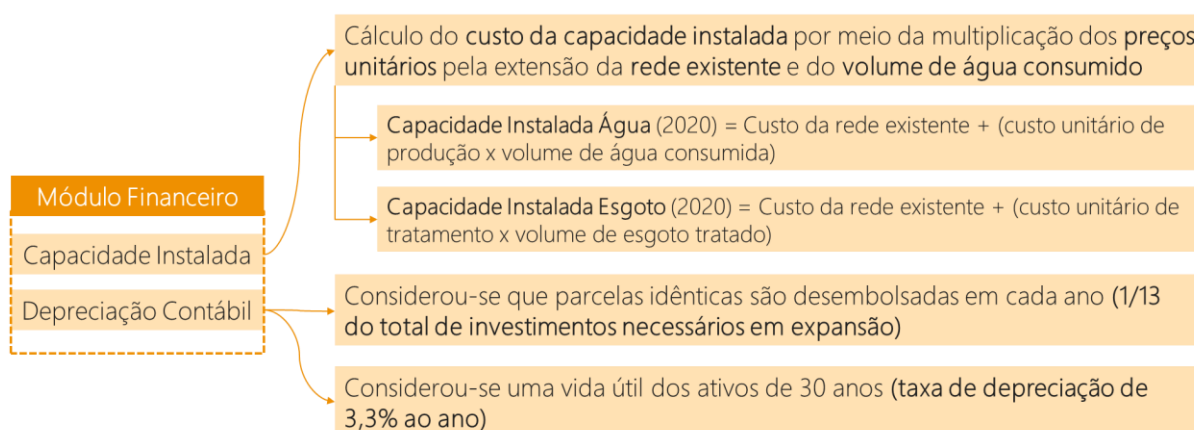 Cálculo do custo da capacidade instalada por meio da multiplicação dos preços
unitários pela extensão da rede existente e do volume de água consumido
Capacidade Instalada Água (2020) = Custo da rede existente + (custo unitário de
produção x volume de água consumida)
Capacidade Instalada Esgoto (2020) = Custo da rede existente + (custo unitário de
tratamento x volume de esgoto tratado)
Módulo Financeiro
Capacidade Instalada
Depreciação Contábil
Considerou-se que parcelas idênticas são desembolsadas em cada ano (1/13
do total de investimentos necessários em expansão)
Considerou-se uma vida útil dos ativos de 30 anos (taxa de depreciação de
3,3% ao ano)